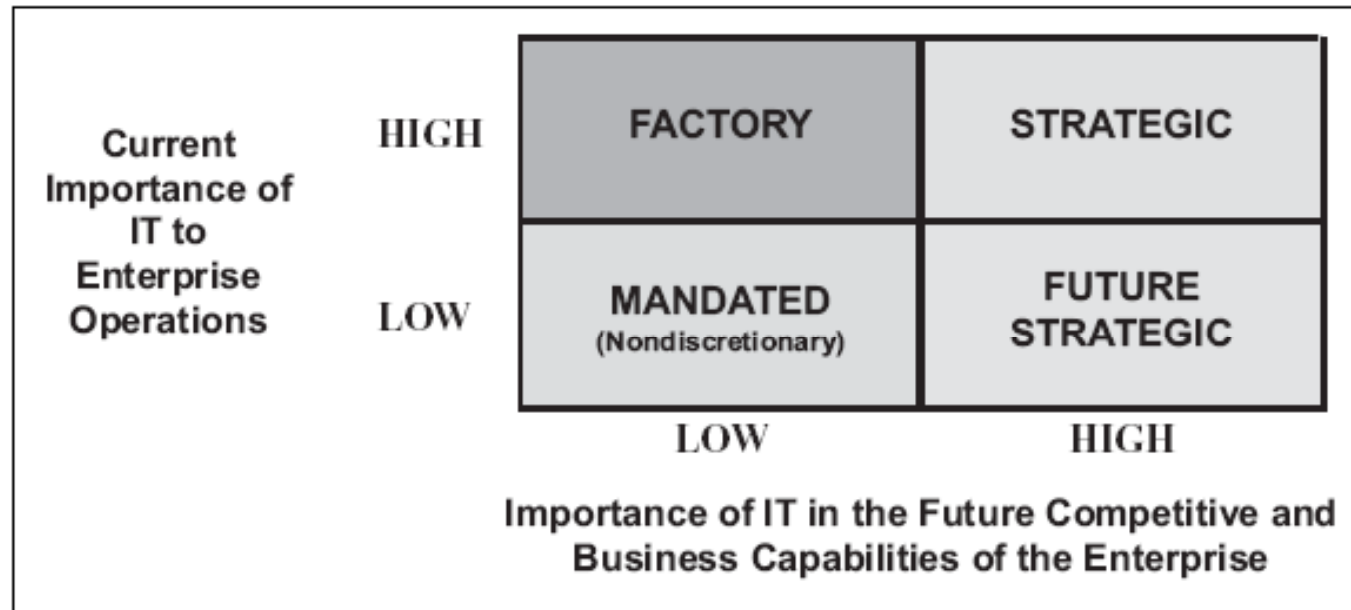 Current
Importance of
IT to
Enterprise
Operations
HIGH
FACTORY
STRATEGIC
LOW
MANDATED
(Nondiscretionary)
FUTURE
STRATEGIC
LOW
HIGH
Importance of IT in the Future Competitive and
Business Capabilities of the Enterprise